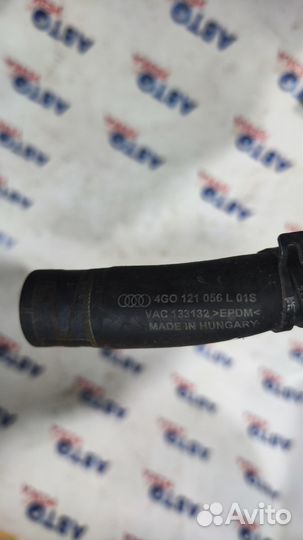 4G0 121 056 L 01S
VAC 133132 >EPDM<
MADE IN HUNGARY
Avito